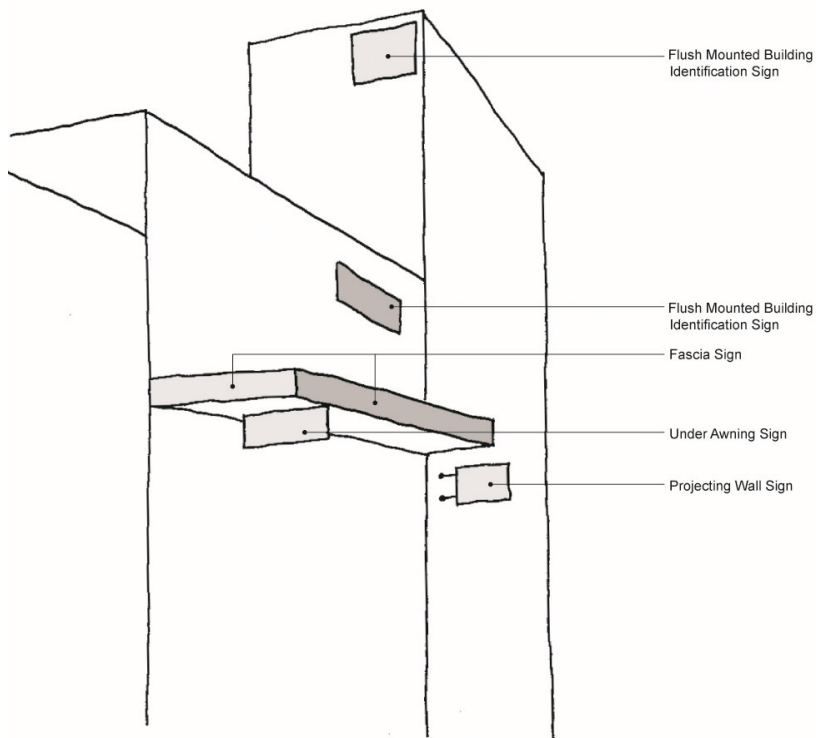 Flush Mounted Building
Identification Sign
Flush Mounted Building
Identification Sign
Fascia Sign
Under Awning Sign
Projecting Wall Sign